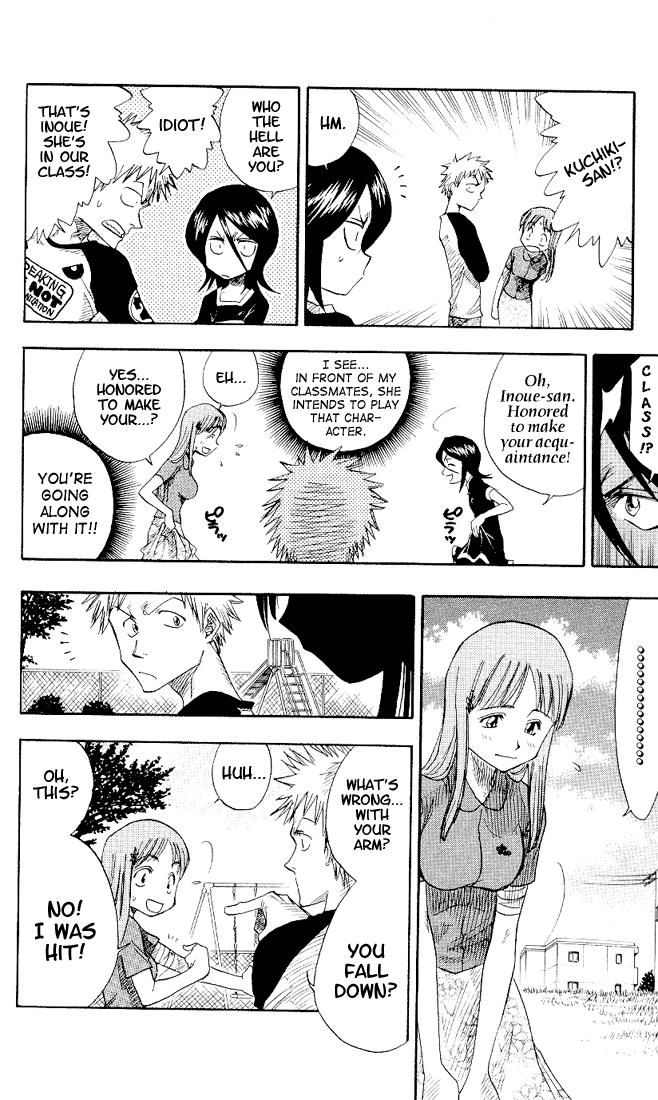 KUCHIKI-
SAN!?
HM.
WHO
THE
HELL
ARE
YOU?
IDIOT!
THAT'S
INOUE!
SHE'S
IN OUR
CLASS!
EAKING
NOT
NEGATION
CLASS!?
Oh,
Inoue-san.
Honored
to make
your acqu-
aintance!
I SEE...
IN FRONT OF MY
CLASSMATES, SHE
INTENDS TO PLAY
THAT CHAR-
ACTER.
EH...
YES...
HONORED
TO MAKE
YOUR...?
YOU'RE
GOING
ALONG
WITH IT!!
WHAT'S
WRONG...
WITH
YOUR
ARM?
YOU
FALL
DOWN?
HUH...
OH,
THIS?
NO!
I WAS
HIT!